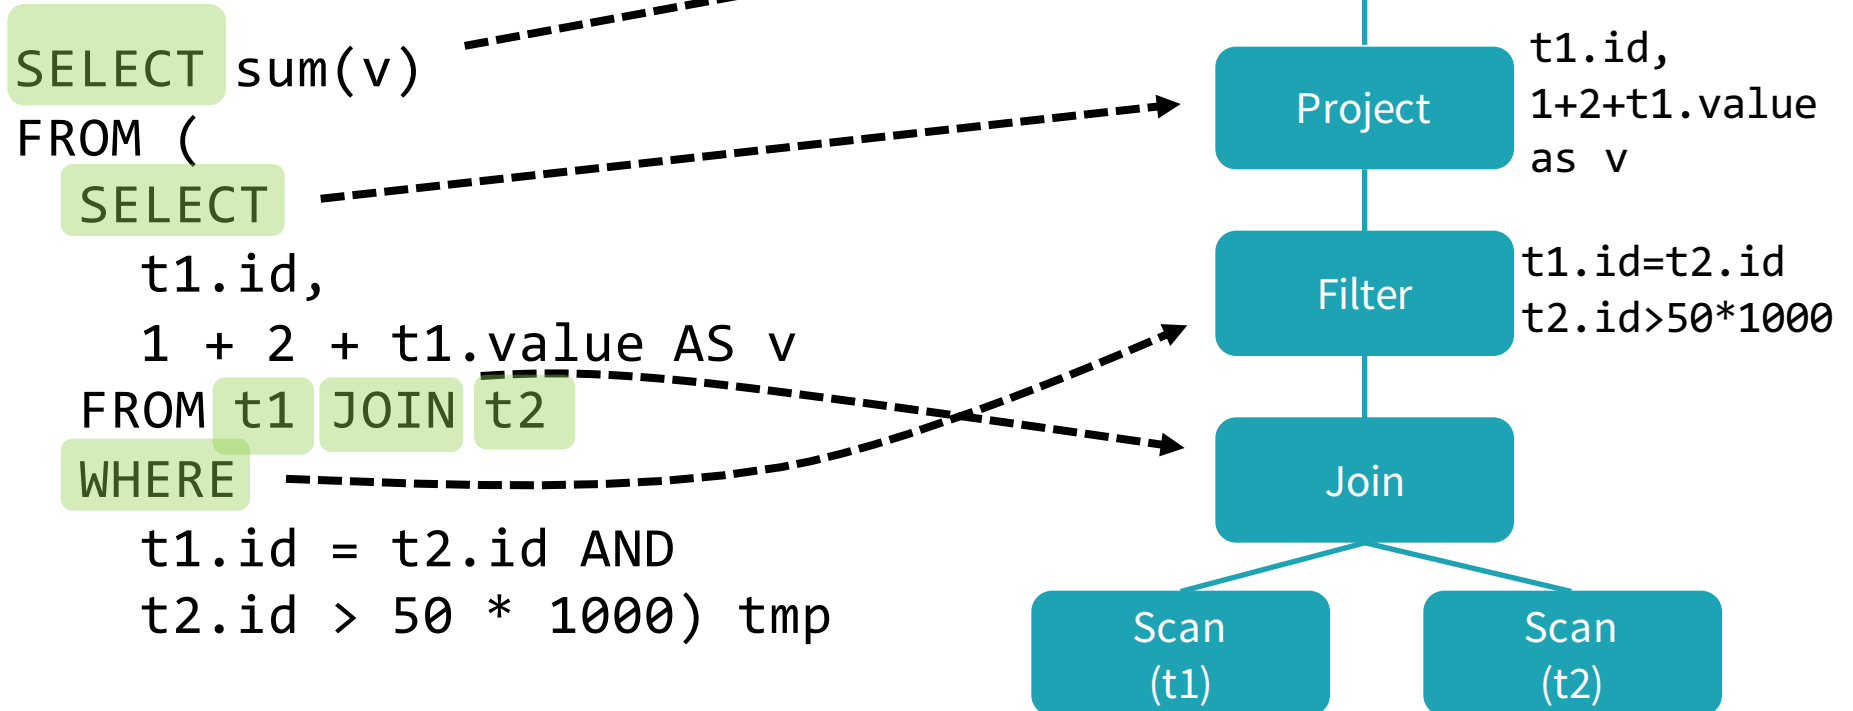 SELECT sum(v)
FROM (
SELECT
t1.id,
1 + 2 + t1.value AS v
FROM t1 JOIN t2
WHERE
t1.id = t2.id AND
t2.id > 50 * 1000) tmp
Project
t1.id,
1+2+t1.value
as v
Filter
t1.id=t2.id
t2.id>50*1000
Join
Scan
(t1)
Scan
(t2)